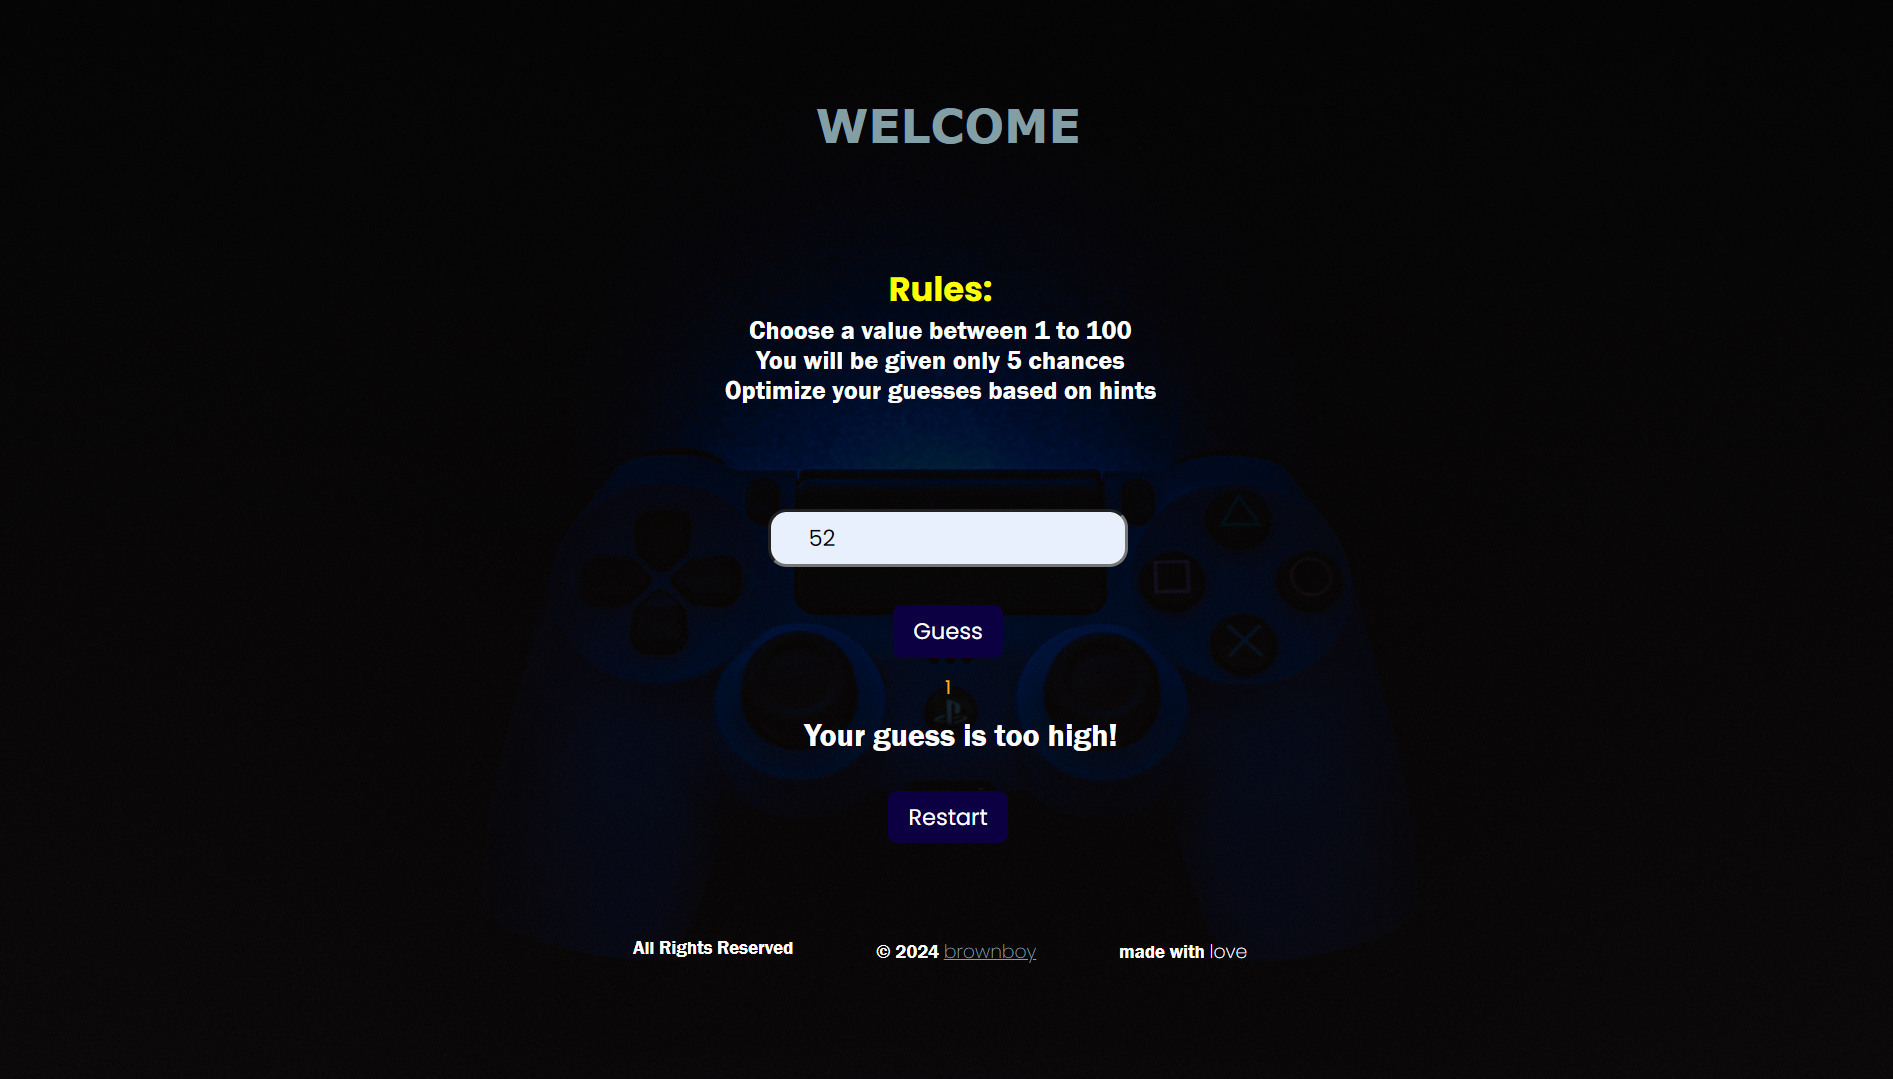 WELCOME
Rules:
Choose a value between 1 to 100
You will be given only 5 chances
Optimize your guesses based on hints
52
Guess
1
Your guess is too high!
Restart
All Rights Reserved
© 2024 brownboy
made with love